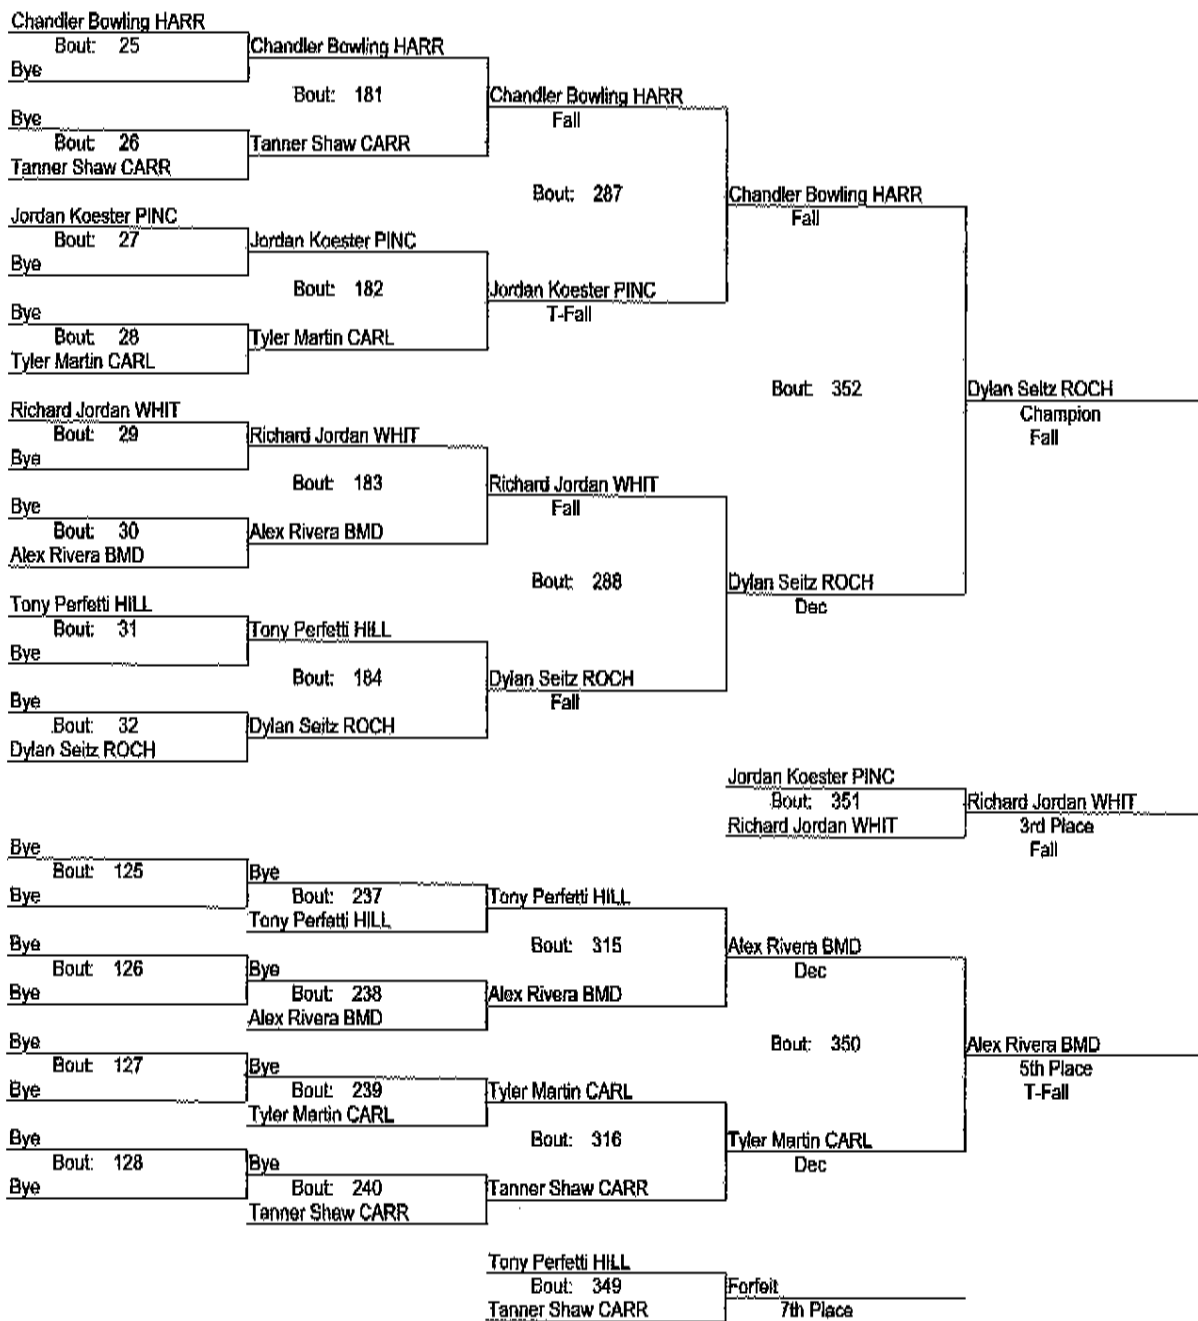 Chandler Bowling HARR
Bout: 25
Bye
Chandler Bowling HARR
Bout: 181
Bye
Bout: 26
Tanner Shaw CARR
Tanner Shaw CARR
Chandler Bowling HARR
Fall
Bout: 287
Jordan Koester PINC
Bout: 27
Bye
Jordan Koester PINC
Bout: 182
Bye
Bout: 28
Tyler Martin CARL
Tyler Martin CARL
Jordan Koester PINC
T-Fall
Chandler Bowling HARR
Fall
Bout: 352
Richard Jordan WHIT
Bout: 29
Bye
Richard Jordan WHIT
Bout: 183
Bye
Bout: 30
Alex Rivera BMD
Alex Rivera BMD
Richard Jordan WHIT
Fall
Bout: 288
Tony Perfetti HILL
Bout: 31
Bye
Tony Perfetti HILL
Bout: 184
Bye
Bout: 32
Dylan Seitz ROCH
Dylan Seitz ROCH
Dylan Seitz ROCH
Fall
Dylan Seitz ROCH
Dec
Dylan Seitz ROCH
Champion
Fall
Jordan Koester PINC
Bout: 351
Richard Jordan WHIT
Richard Jordan WHIT
3rd Place
Fall
Bye
Bout: 125
Bye
Bye
Bout: 237
Tony Perfetti HILL
Tony Perfetti HILL
Bout: 315
Bye
Bout: 126
Bye
Bye
Bout: 238
Alex Rivera BMD
Alex Rivera BMD
Alex Rivera BMD
Dec
Bout: 350
Bye
Bout: 127
Bye
Bye
Bout: 239
Tyler Martin CARL
Tyler Martin CARL
Bout: 316
Bye
Bout: 128
Bye
Bye
Bout: 240
Tanner Shaw CARR
Tanner Shaw CARR
Tyler Martin CARL
Dec
Alex Rivera BMD
5th Place
T-Fall
Tony Perfetti HILL
Bout: 349
Tanner Shaw CARR
Forfeit
7th Place